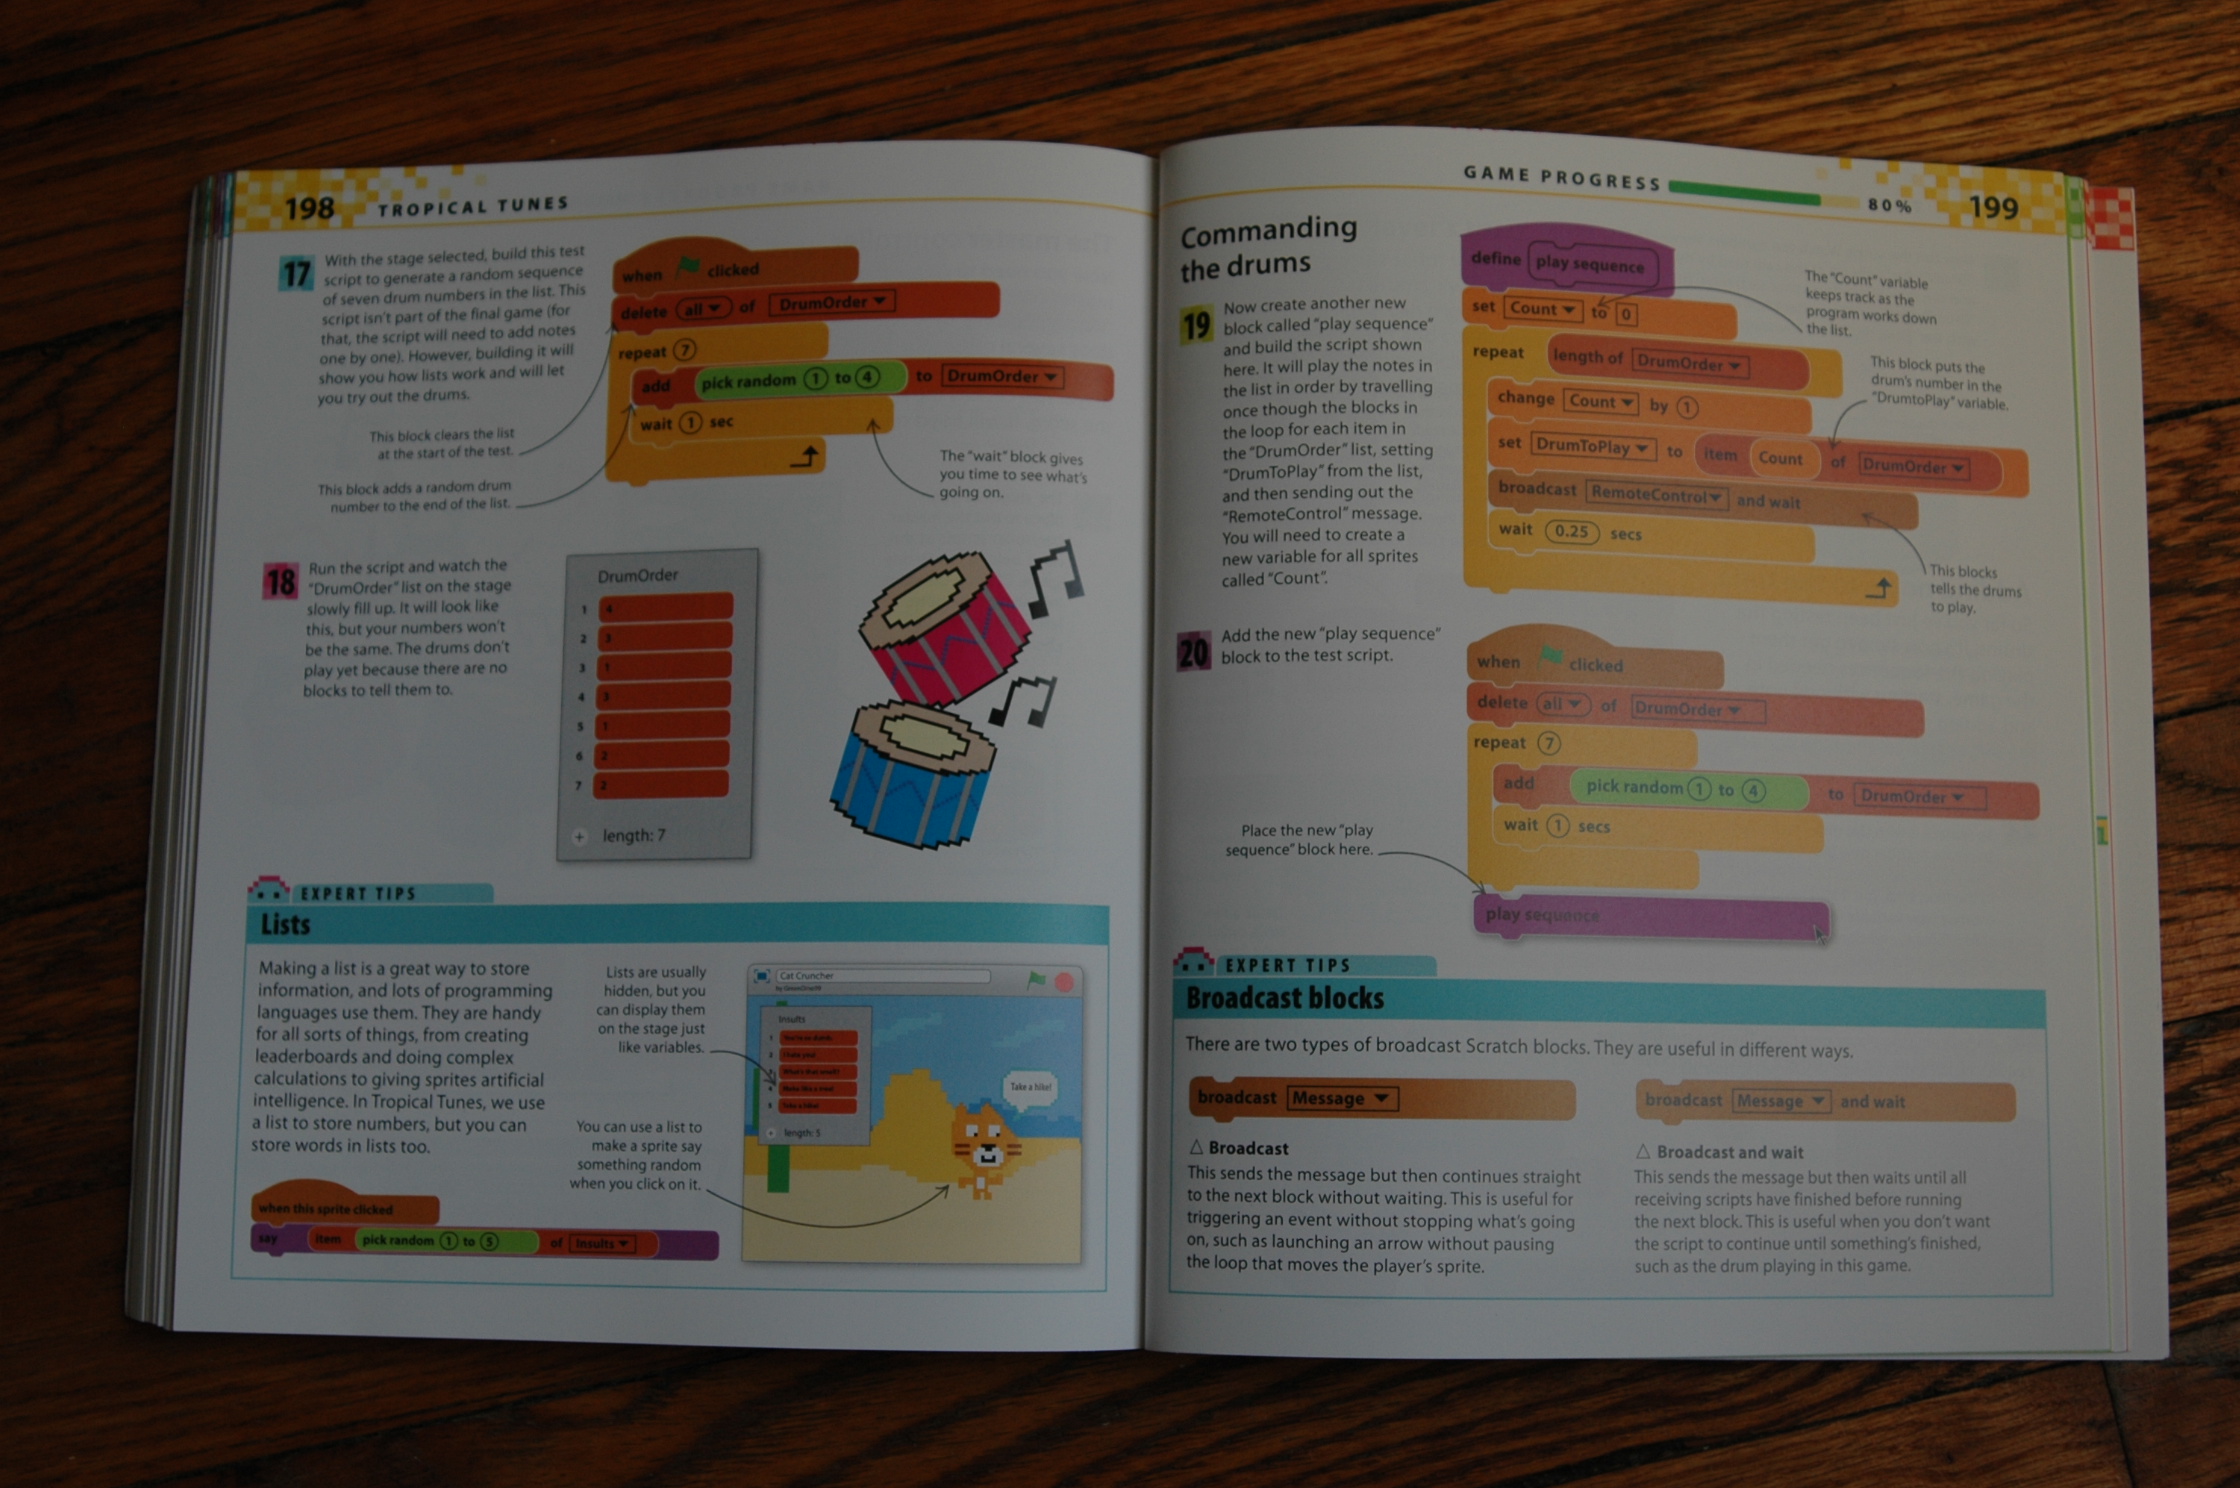 198 TROPICAL TUNES
17
With the stage selected, build this test
script to generate a random sequence
of seven drum numbers in the list. This
script isn't part of the final game (for
that, the script will need to add notes
one by one). However, building it will
show you how lists work and will let
you try out the drums.
This block clears the list
at the start of the test.
This block adds a random drum
number to the end of the list.
when clicked
delete all of DrumOrder
repeat 7
add pick random 1 to 4 to DrumOrder
wait 1 sec
The "wait" block gives
you time to see what's
going on.
18
Run the script and watch the
"DrumOrder" list on the stage
slowly fill up. It will look like
this, but your numbers won't
be the same. The drums don't
play yet because there are no
blocks to tell them to.
DrumOrder
1 4
2 3
3 1
4 3
5 1
6 2
7 2
+ length: 7
EXPERT TIPS
Lists
Making a list is a great way to store
information, and lots of programming
languages use them. They are handy
for all sorts of things, from creating
leaderboards and doing complex
calculations to giving sprites artificial
intelligence. In Tropical Tunes, we use
a list to store numbers, but you can
store words in lists too.
when this sprite clicked
say item pick random 1 to 5 of Insults
Lists are usually
hidden, but you
can display them
on the stage just
like variables.
You can use a list to
make a sprite say
something random
when you click on it.
Cat Cruncher
Insults
1
2
3
4
5
+ length: 5
Take a hike!
GAME PROGRESS 80% 199
Commanding
the drums
19
Now create another new
block called "play sequence"
and build the script shown
here. It will play the notes in
the list in order by travelling
once though the blocks in
the loop for each item in
the "DrumOrder" list, setting
"DrumToPlay" from the list,
and then sending out the
"RemoteControl" message.
You will need to create a
new variable for all sprites
called "Count".
define play sequence
set Count to 0
repeat length of DrumOrder
change Count by 1
set DrumToPlay to item Count of DrumOrder
broadcast RemoteControl and wait
wait 0.25 secs
The "Count" variable
keeps track as the
program works down
the list.
This block puts the
drum's number in the
"DrumtoPlay" variable.
This blocks
tells the drums
to play.
20
Add the new "play sequence"
block to the test script.
Place the new "play
sequence" block here.
when clicked
delete all of DrumOrder
repeat 7
add pick random 1 to 4 to DrumOrder
wait 1 secs
play sequence
EXPERT TIPS
Broadcast blocks
There are two types of broadcast Scratch blocks. They are useful in different ways.
broadcast Message
△ Broadcast
This sends the message but then continues straight
to the next block without waiting. This is useful for
triggering an event without stopping what's going
on, such as launching an arrow without pausing
the loop that moves the player's sprite.
broadcast Message and wait
△ Broadcast and wait
This sends the message but then waits until all
receiving scripts have finished before running
the next block. This is useful when you don't want
the script to continue until something's finished,
such as the drum playing in this game.